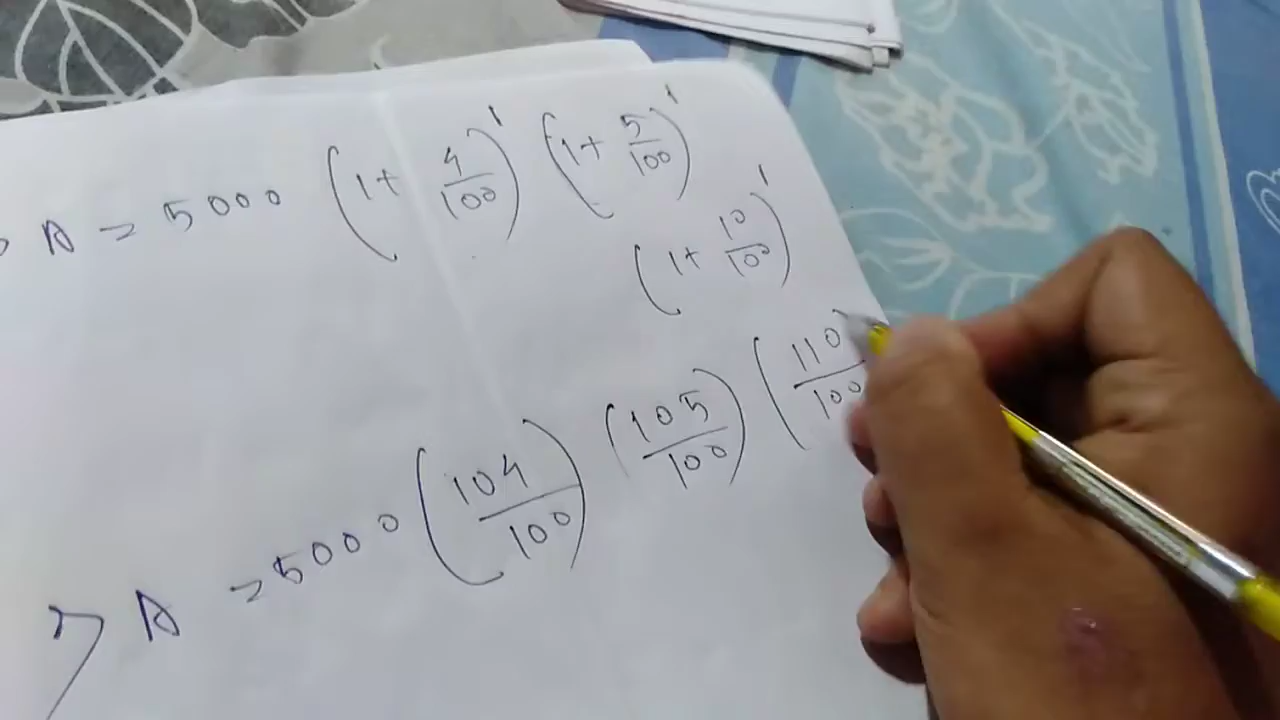 A = 5000 (1 + 4/100)^1 (1 + 5/100)^1
(1 + 10/100)^1
A = 5000 (104/100) (105/100) (110/100